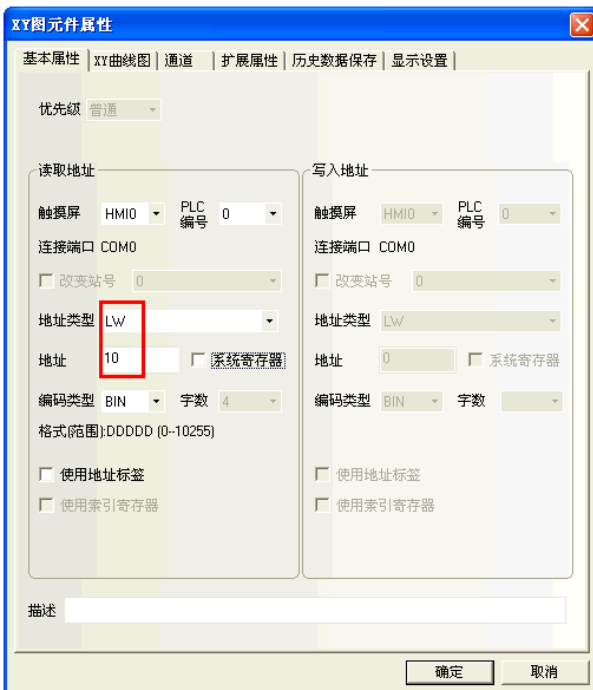 XY图元件属性
基本属性 XY曲线图 通道 扩展属性 历史数据保存 显示设置
优先级 普通
读取地址
触摸屏 HMI0 PLC编号 0
连接端口 COM0
改变站号 0
地址类型 LW
地址 10 系统寄存器
编码类型 BIN 字数 4
格式(范围):DDDDD (0--10255)
使用地址标签
使用索引寄存器
写入地址
触摸屏 HMI0 PLC编号 0
连接端口 COM0
改变站号 0
地址类型 LW
地址 0 系统寄存器
编码类型 BIN 字数
使用地址标签
使用索引寄存器
描述
确定 取消